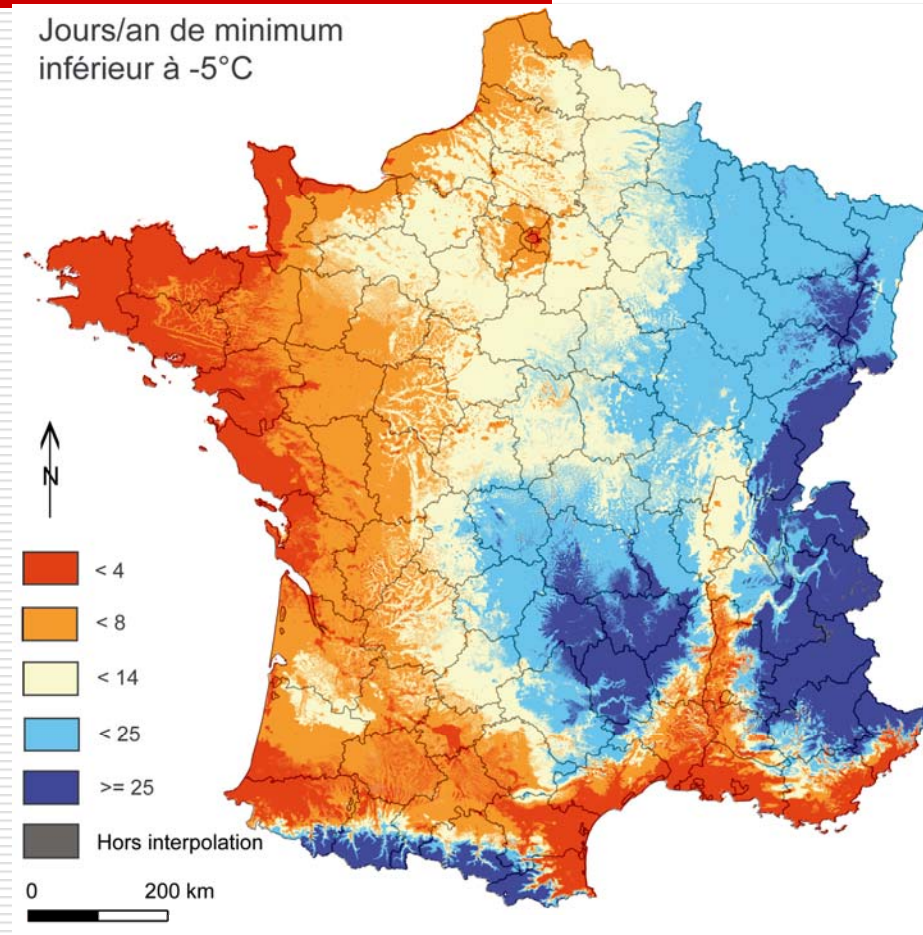 Jours/an de minimum
inférieur à -5°C
N
< 4
< 8
< 14
< 25
>= 25
Hors interpolation
0 200 km